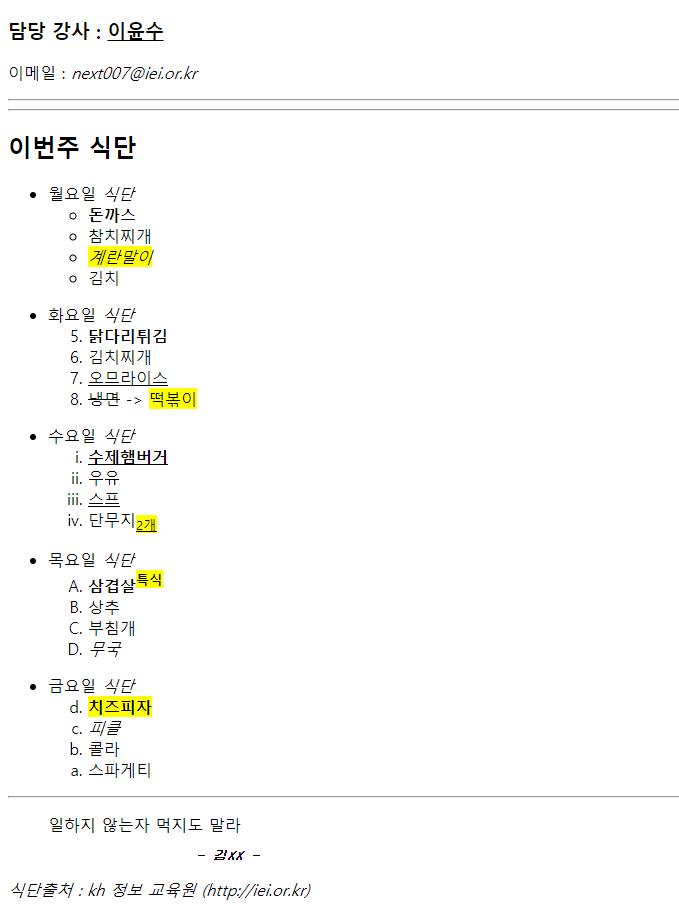 담당 강사 : 이윤수
이메일 : next007@iei.or.kr
이번주 식단
월요일 식단
돈까스
참치찌개
계란말이
김치
화요일 식단
5. 닭다리튀김
6. 김치찌개
7. 오므라이스
8. 냉면 -> 떡볶이
수요일 식단
i. 수제햄버거
ii. 우유
iii. 스프
iv. 단무지2개
목요일 식단
A. 삼겹살특식
B. 상추
C. 부침개
D. 무국
금요일 식단
d. 치즈피자
c. 피클
b. 콜라
a. 스파게티
일하지 않는자 먹지도 말라
- 김xx -
식단출처 : kh 정보 교육원 (http://iei.or.kr)